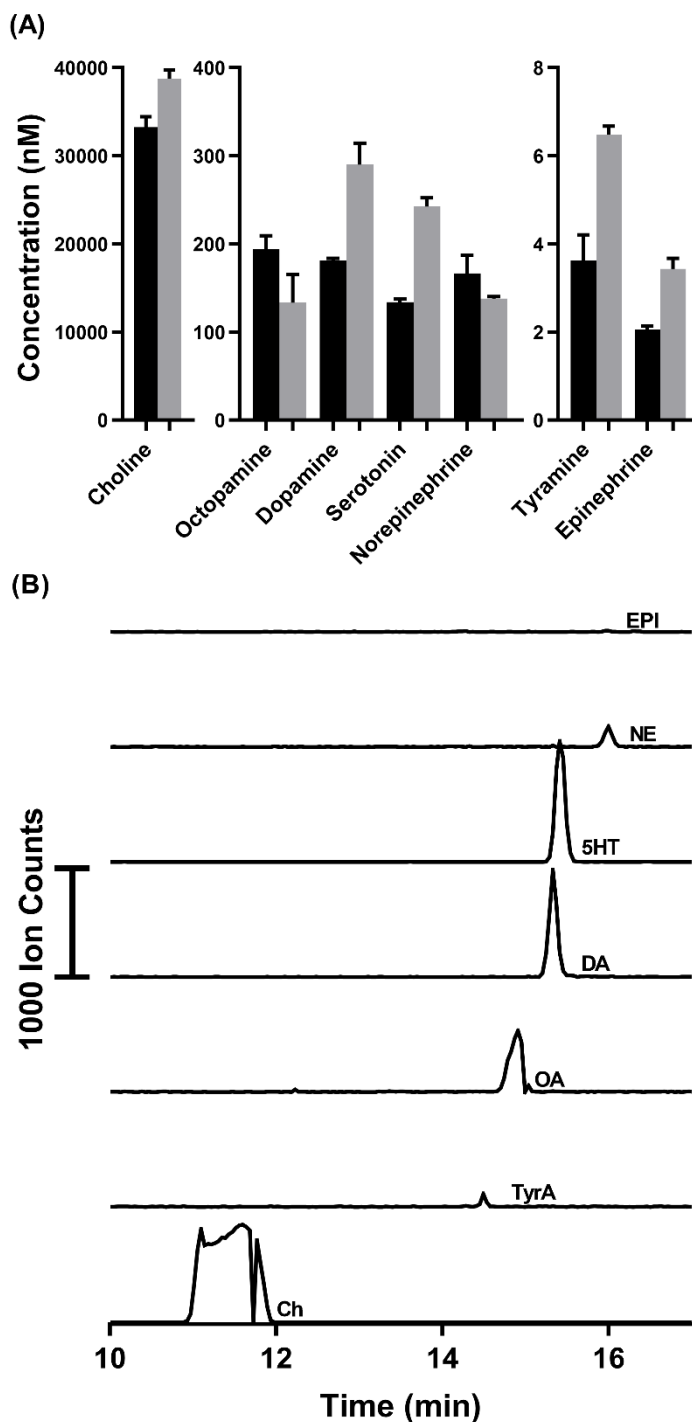 (A)
Concentration (nM)
40000
30000
20000
10000
0
Choline
400
300
200
100
0
Octopamine
Dopamine
Serotonin
Norepinephrine
8
6
4
2
0
Tyramine
Epinephrine
(B)
1000 Ion Counts
EPI
NE
5HT
DA
OA
TyrA
Ch
10 12 14 16
Time (min)